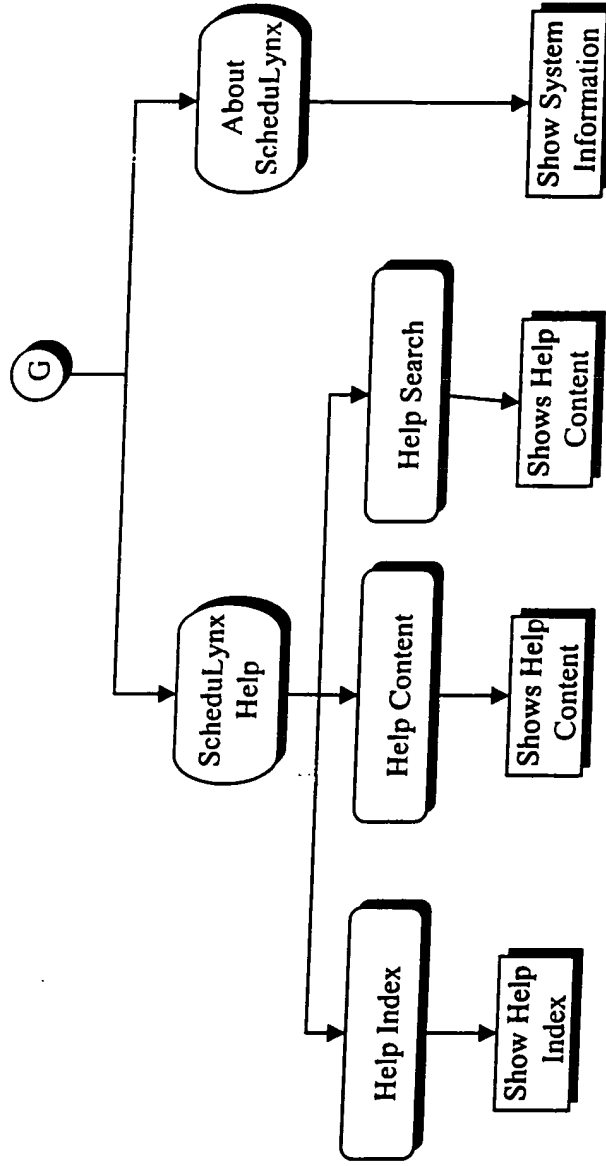 G
ScheduLynx
Help
About
ScheduLynx
Help Index
Help Content
Help Search
Show Help
Index
Shows Help
Content
Shows Help
Content
Show System
Information